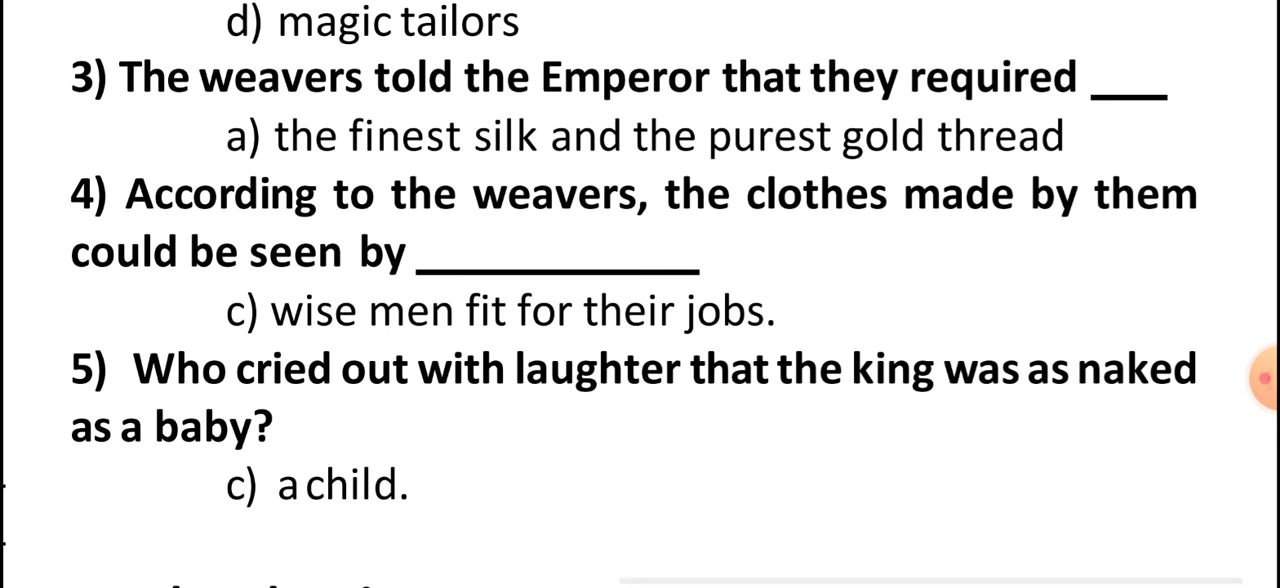 d) magic tailors
3) The weavers told the Emperor that they required ____
a) the finest silk and the purest gold thread
4) According to the weavers, the clothes made by them
could be seen by _______________
c) wise men fit for their jobs.
5) Who cried out with laughter that the king was as naked
as a baby?
c) a child.